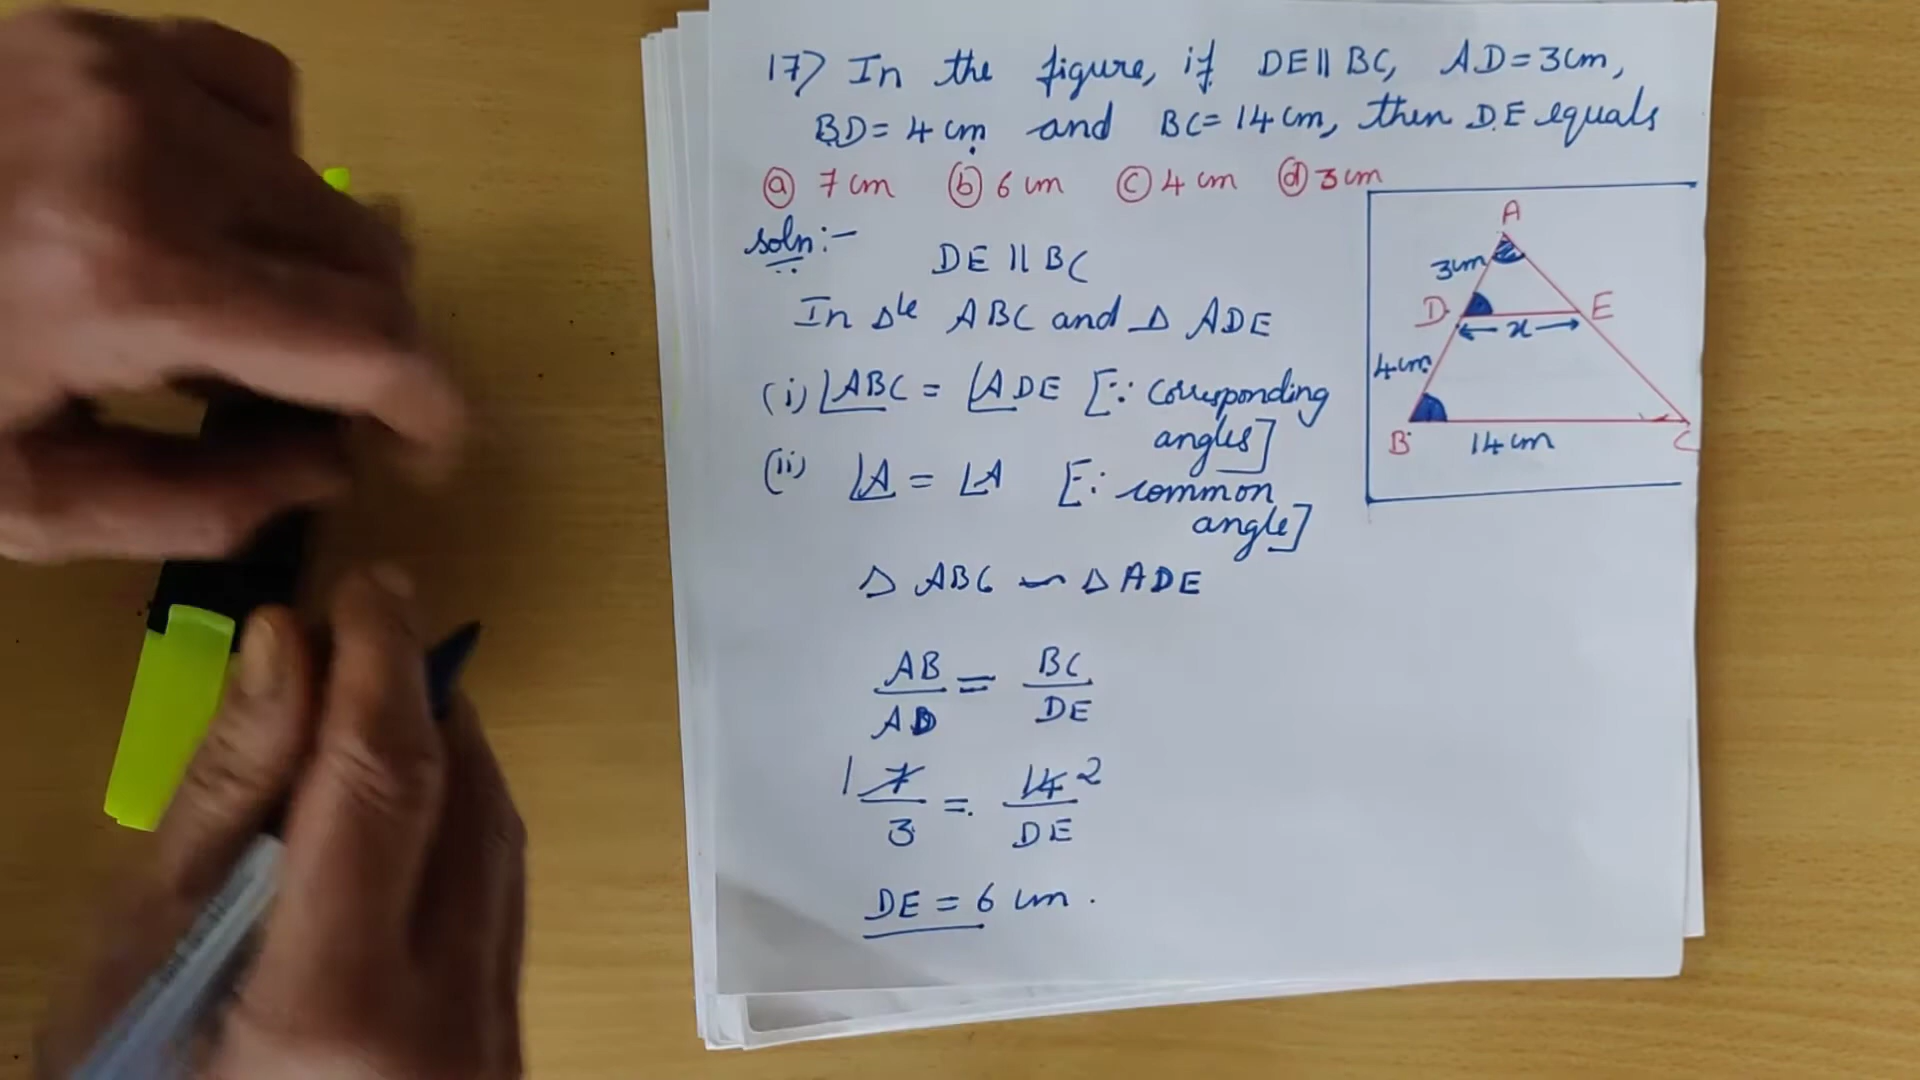 17) In the figure, if DE || BC, AD = 3cm,
BD = 4 cm and BC = 14 cm, then DE equals
ⓐ 7 cm ⓑ 6 cm ⓒ 4 cm ⓓ 3 cm
soln:-
DE || BC
In Δle ABC and Δ ADE
(i) ∠ABC = ∠ADE [∵ corresponding
angles]
(ii) ∠A = ∠A [∵ common
angle]
Δ ABC ∼ Δ ADE
AB/AD = BC/DE
1 7/3 = 14 2/DE
DE = 6 cm.
A
3cm
D E
x
4cm
B C
14 cm